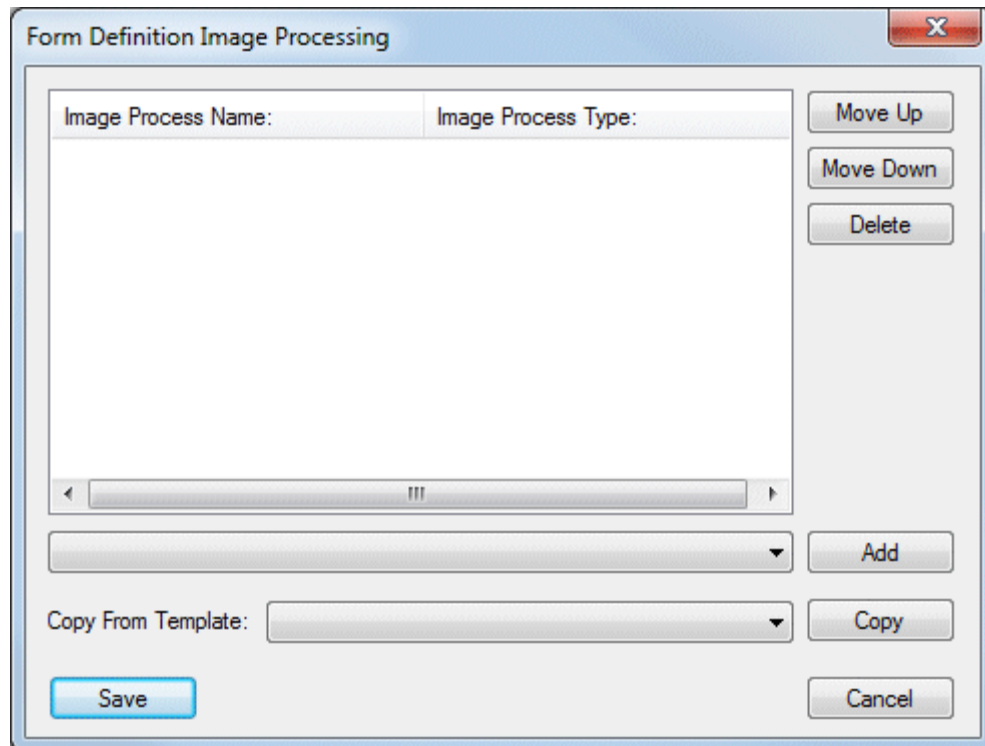 Form Definition Image Processing
Image Process Name: Image Process Type:
Move Up
Move Down
Delete
Add
Copy From Template:
Copy
Save
Cancel